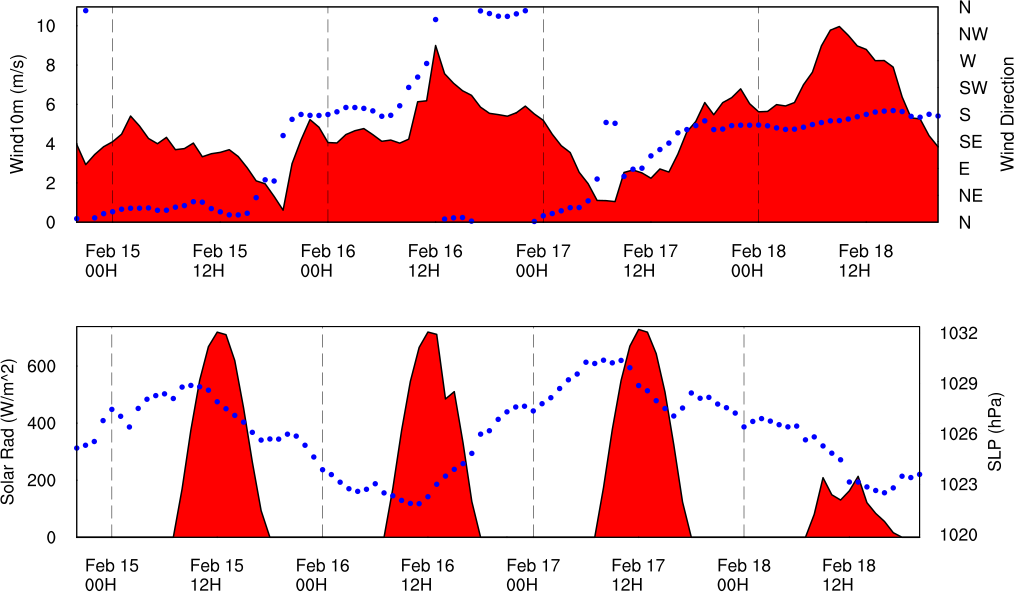 Wind10m (m/s)
10
8
6
4
2
0
N
NW
W
SW
S
SE
E
NE
N
Wind Direction
Feb 15 Feb 15 Feb 16 Feb 16 Feb 17 Feb 17 Feb 18 Feb 18
00H 12H 00H 12H 00H 12H 00H 12H
Solar Rad (W/m^2)
600
400
200
0
1032
1029
1026
1023
1020
SLP (hPa)
Feb 15 Feb 15 Feb 16 Feb 16 Feb 17 Feb 17 Feb 18 Feb 18
00H 12H 00H 12H 00H 12H 00H 12H